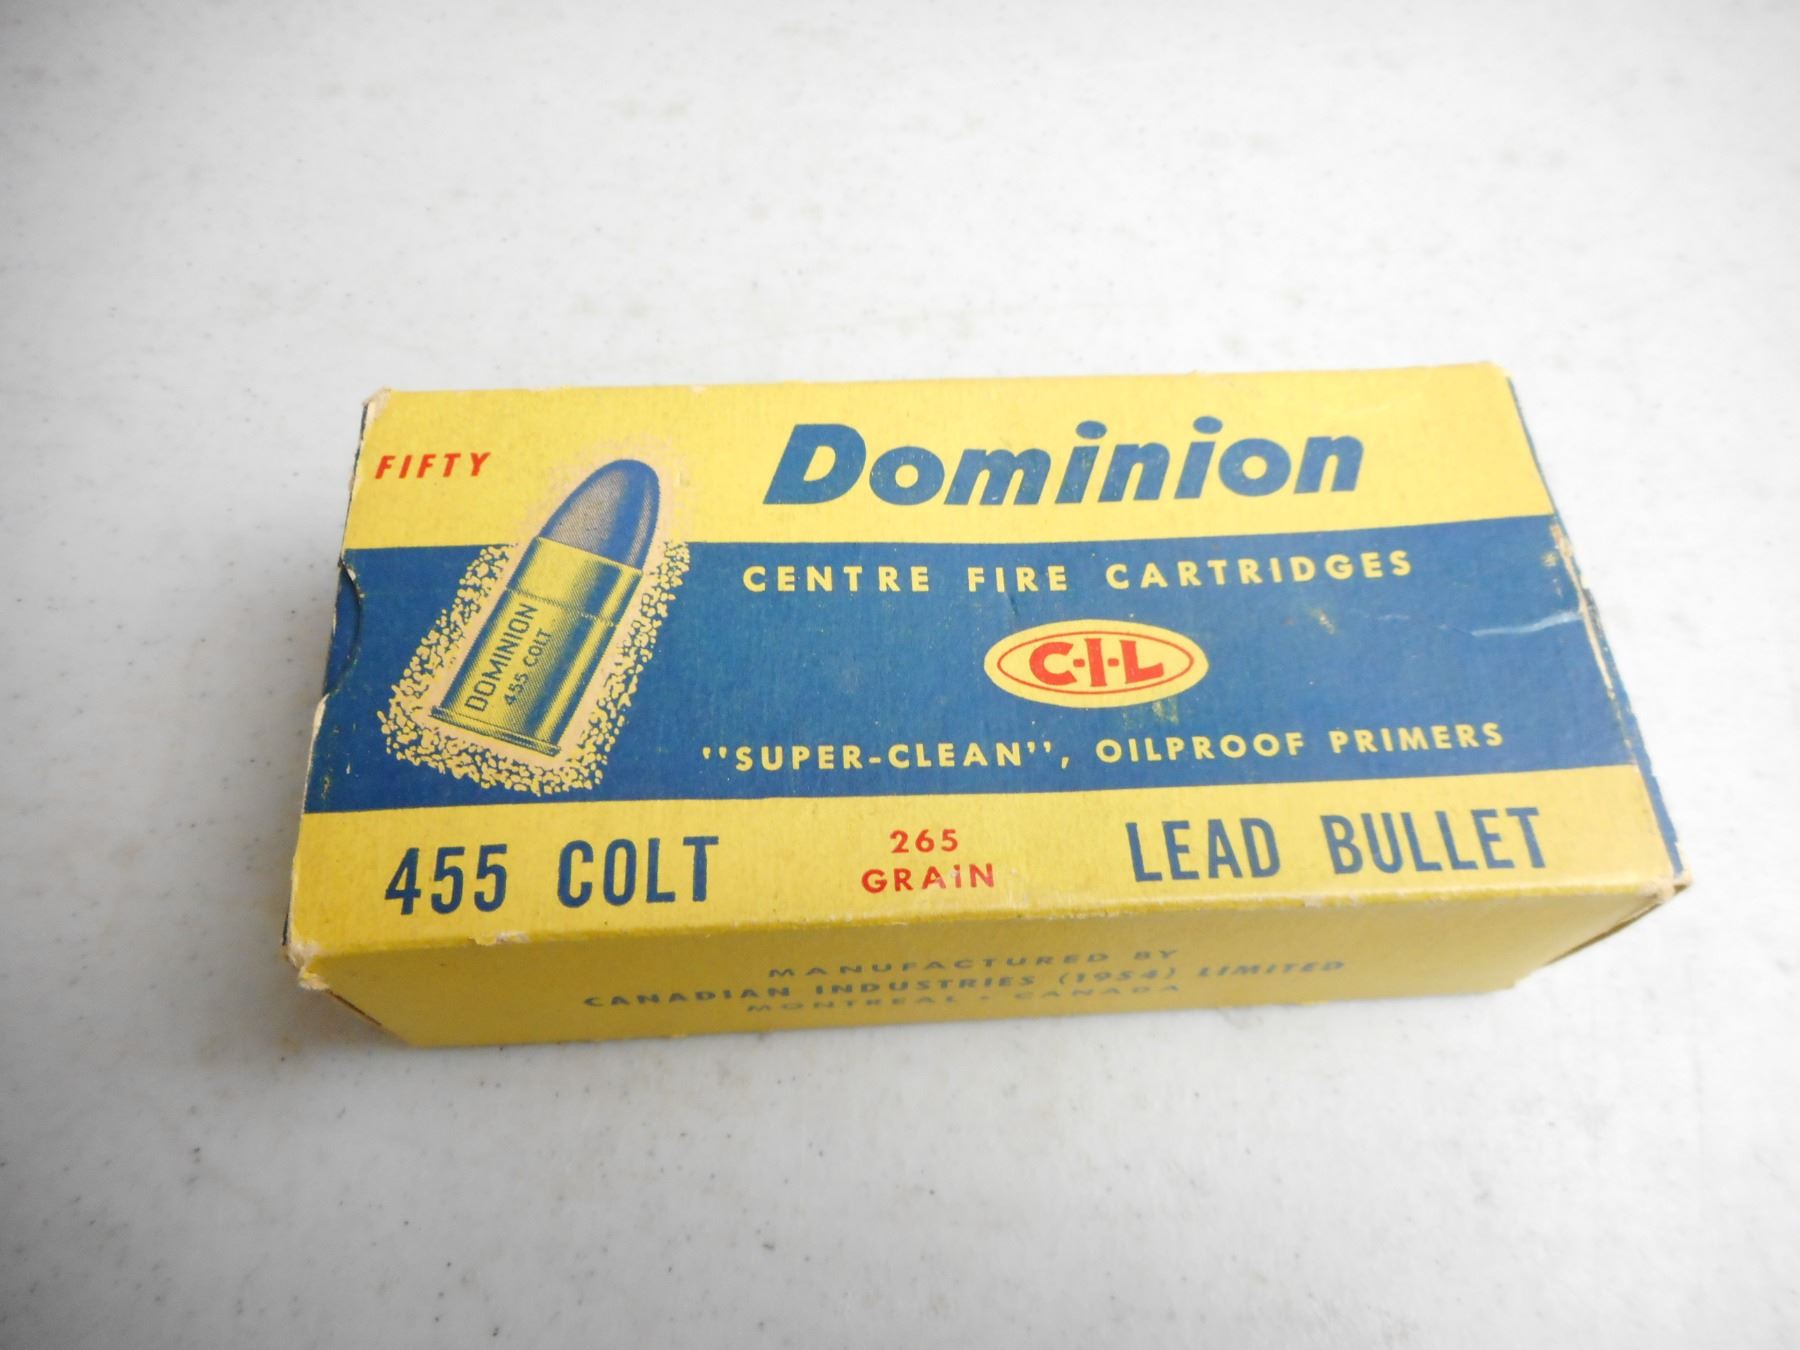 FIFTY
Dominion
CENTRE FIRE CARTRIDGES
C-I-L
DOMINION
455 COLT
"SUPER-CLEAN", OILPROOF PRIMERS
455 COLT
265
GRAIN
LEAD BULLET
MANUFACTURED BY
CANADIAN INDUSTRIES (1954) LIMITED
MONTREAL • CANADA